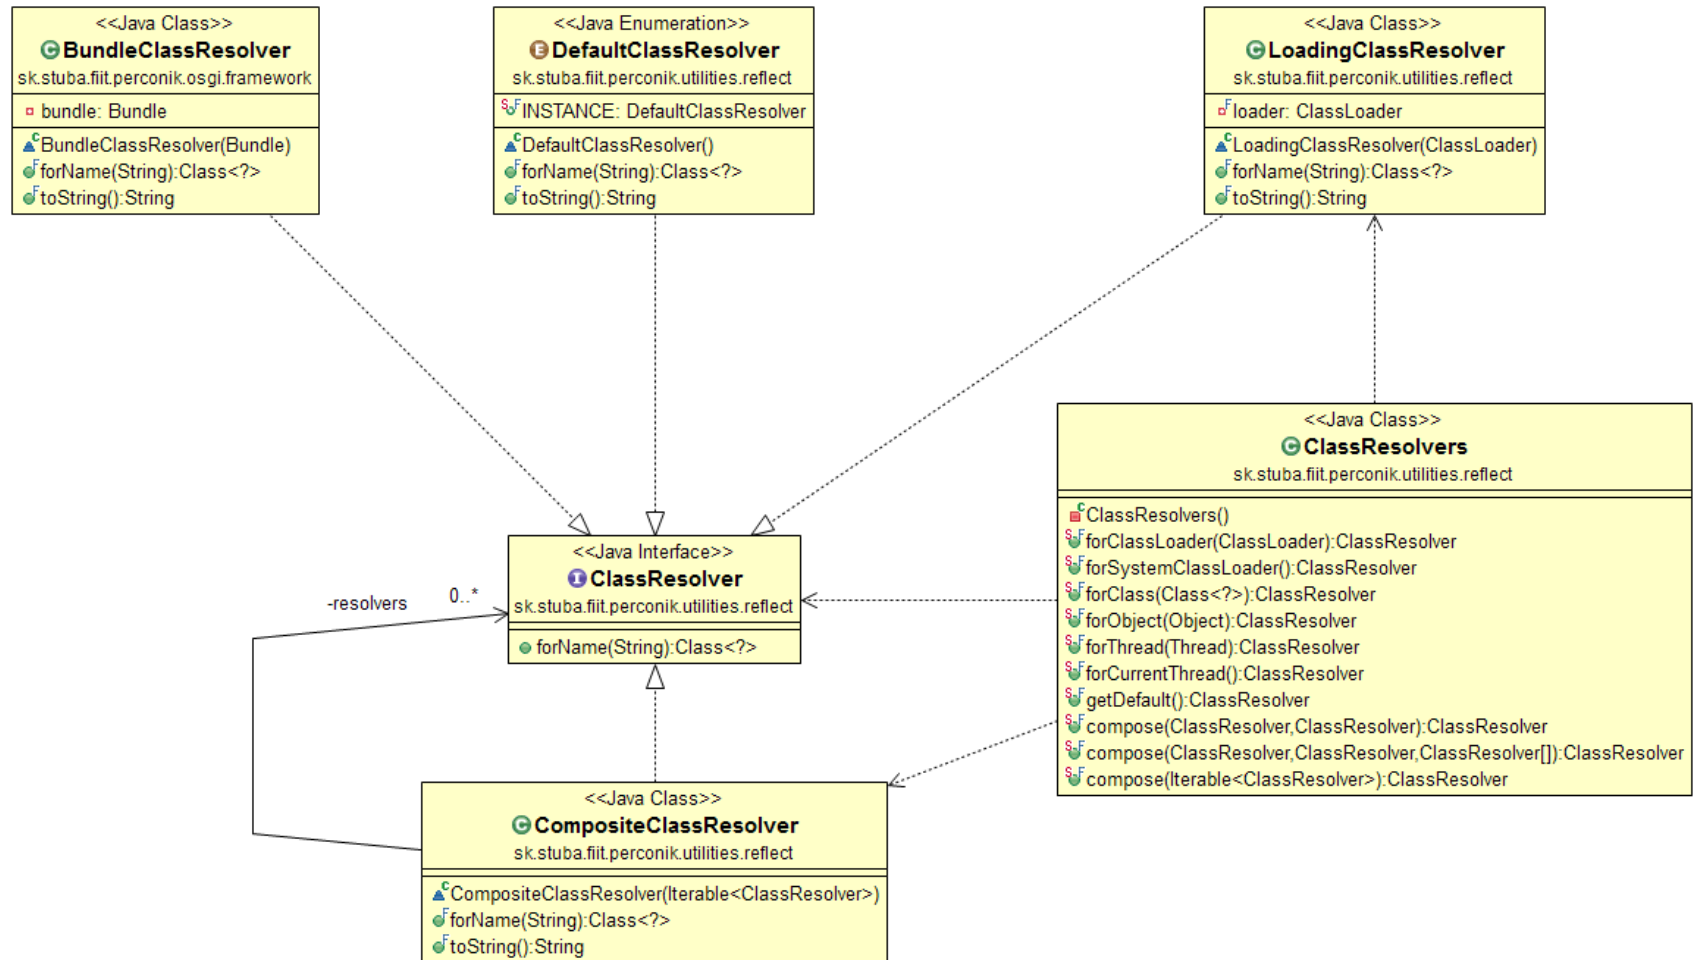 <<Java Class>>
BundleClassResolver
sk.stuba.fiit.perconik.osgi.framework
bundle: Bundle
BundleClassResolver(Bundle)
forName(String):Class<?>
toString():String
<<Java Enumeration>>
DefaultClassResolver
sk.stuba.fiit.perconik.utilities.reflect
INSTANCE: DefaultClassResolver
DefaultClassResolver()
forName(String):Class<?>
toString():String
<<Java Class>>
LoadingClassResolver
sk.stuba.fiit.perconik.utilities.reflect
loader: ClassLoader
LoadingClassResolver(ClassLoader)
forName(String):Class<?>
toString():String
<<Java Class>>
ClassResolvers
sk.stuba.fiit.perconik.utilities.reflect
ClassResolvers()
forClassLoader(ClassLoader):ClassResolver
forSystemClassLoader():ClassResolver
forClass(Class<?>):ClassResolver
forObject(Object):ClassResolver
forThread(Thread):ClassResolver
forCurrentThread():ClassResolver
getDefault():ClassResolver
compose(ClassResolver,ClassResolver):ClassResolver
compose(ClassResolver,ClassResolver,ClassResolver[]):ClassResolver
compose(Iterable<ClassResolver>):ClassResolver
<<Java Interface>>
ClassResolver
sk.stuba.fiit.perconik.utilities.reflect
forName(String):Class<?>
-resolvers
0..*
<<Java Class>>
CompositeClassResolver
sk.stuba.fiit.perconik.utilities.reflect
CompositeClassResolver(Iterable<ClassResolver>)
forName(String):Class<?>
toString():String